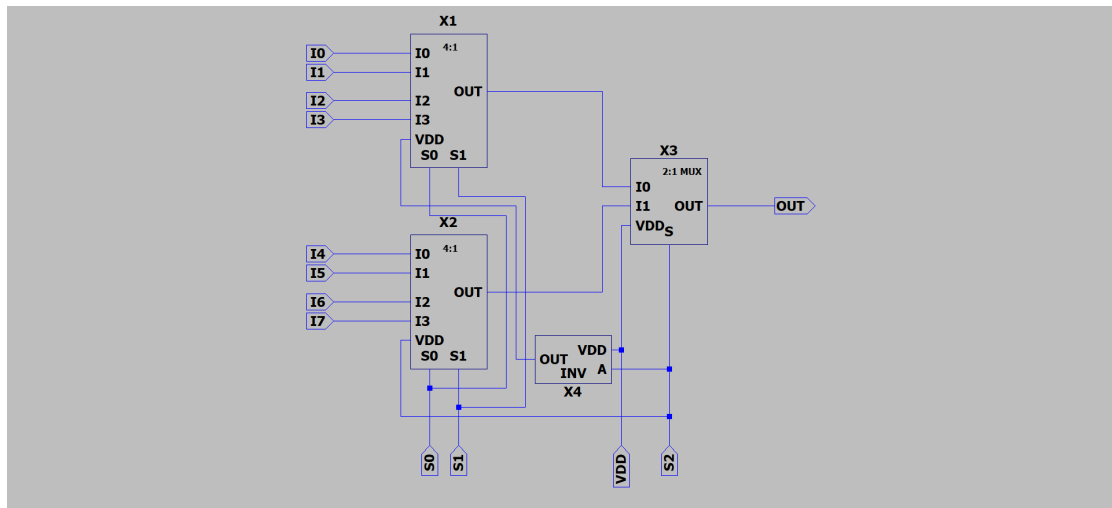 X1
I0
I1
I2
I3
I0
4:1
I1
OUT
I2
I3
VDD
S0 S1
X2
I4
I5
I6
I7
I0
4:1
I1
OUT
I2
I3
VDD
S0 S1
X3
2:1 MUX
I0
I1
OUT
VDD
S
OUT
VDD
OUT
INV
A
X4
S0
S1
VDD
S2